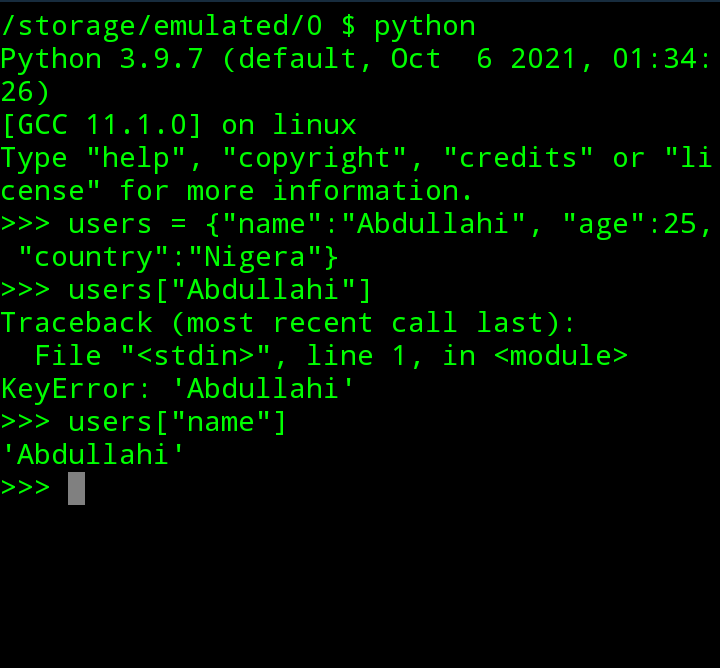 /storage/emulated/0 $ python
Python 3.9.7 (default, Oct  6 2021, 01:34:
26)
[GCC 11.1.0] on linux
Type "help", "copyright", "credits" or "li
cense" for more information.
>>> users = {"name":"Abdullahi", "age":25,
 "country":"Nigera"}
>>> users["Abdullahi"]
Traceback (most recent call last):
  File "<stdin>", line 1, in <module>
KeyError: 'Abdullahi'
>>> users["name"]
'Abdullahi'
>>>